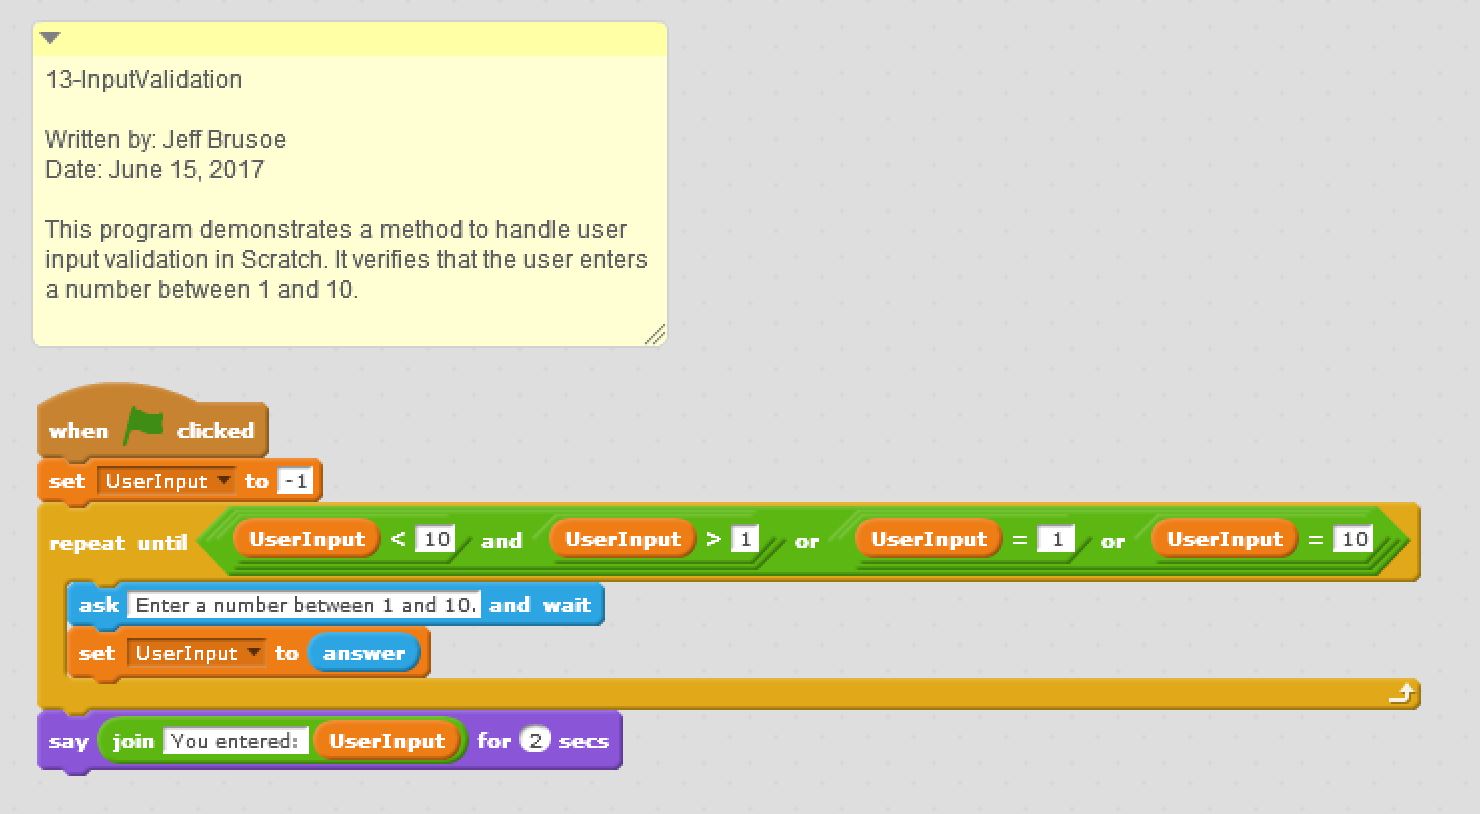 13-InputValidation
Written by: Jeff Brusoe
Date: June 15, 2017
This program demonstrates a method to handle user
input validation in Scratch. It verifies that the user enters
a number between 1 and 10.
when clicked
set UserInput to -1
repeat until UserInput < 10 and UserInput > 1 or UserInput = 1 or UserInput = 10
ask Enter a number between 1 and 10. and wait
set UserInput to answer
say join You entered: UserInput for 2 secs